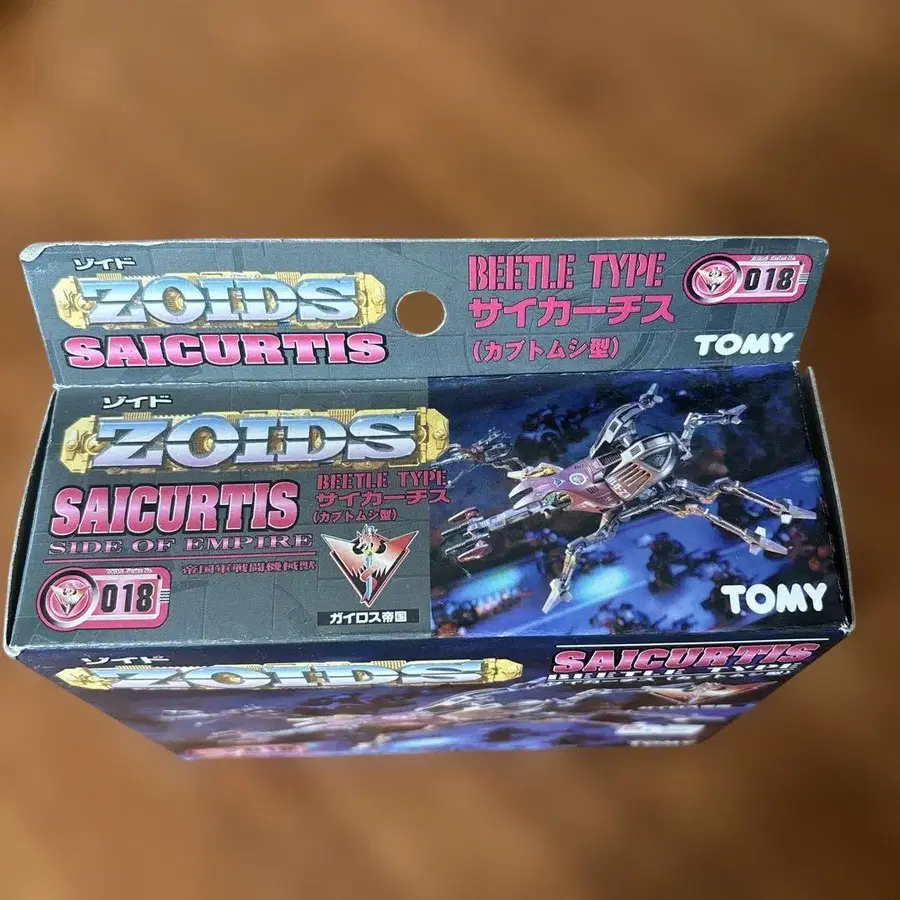 ゾイド
ZOIDS
SAICURTIS
BEETLE TYPE
サイカーチス
(カブトムシ型)
018
TOMY
ゾイド
ZOIDS
SAICURTIS
BEETLE TYPE
サイカーチス
(カブトムシ型)
SIDE OF EMPIRE
帝国軍戦闘機械獣
018
ガイロス帝国
TOMY
ゾイド
ZOIDS
SAICURTIS
BEETLE TYPE
TOMY